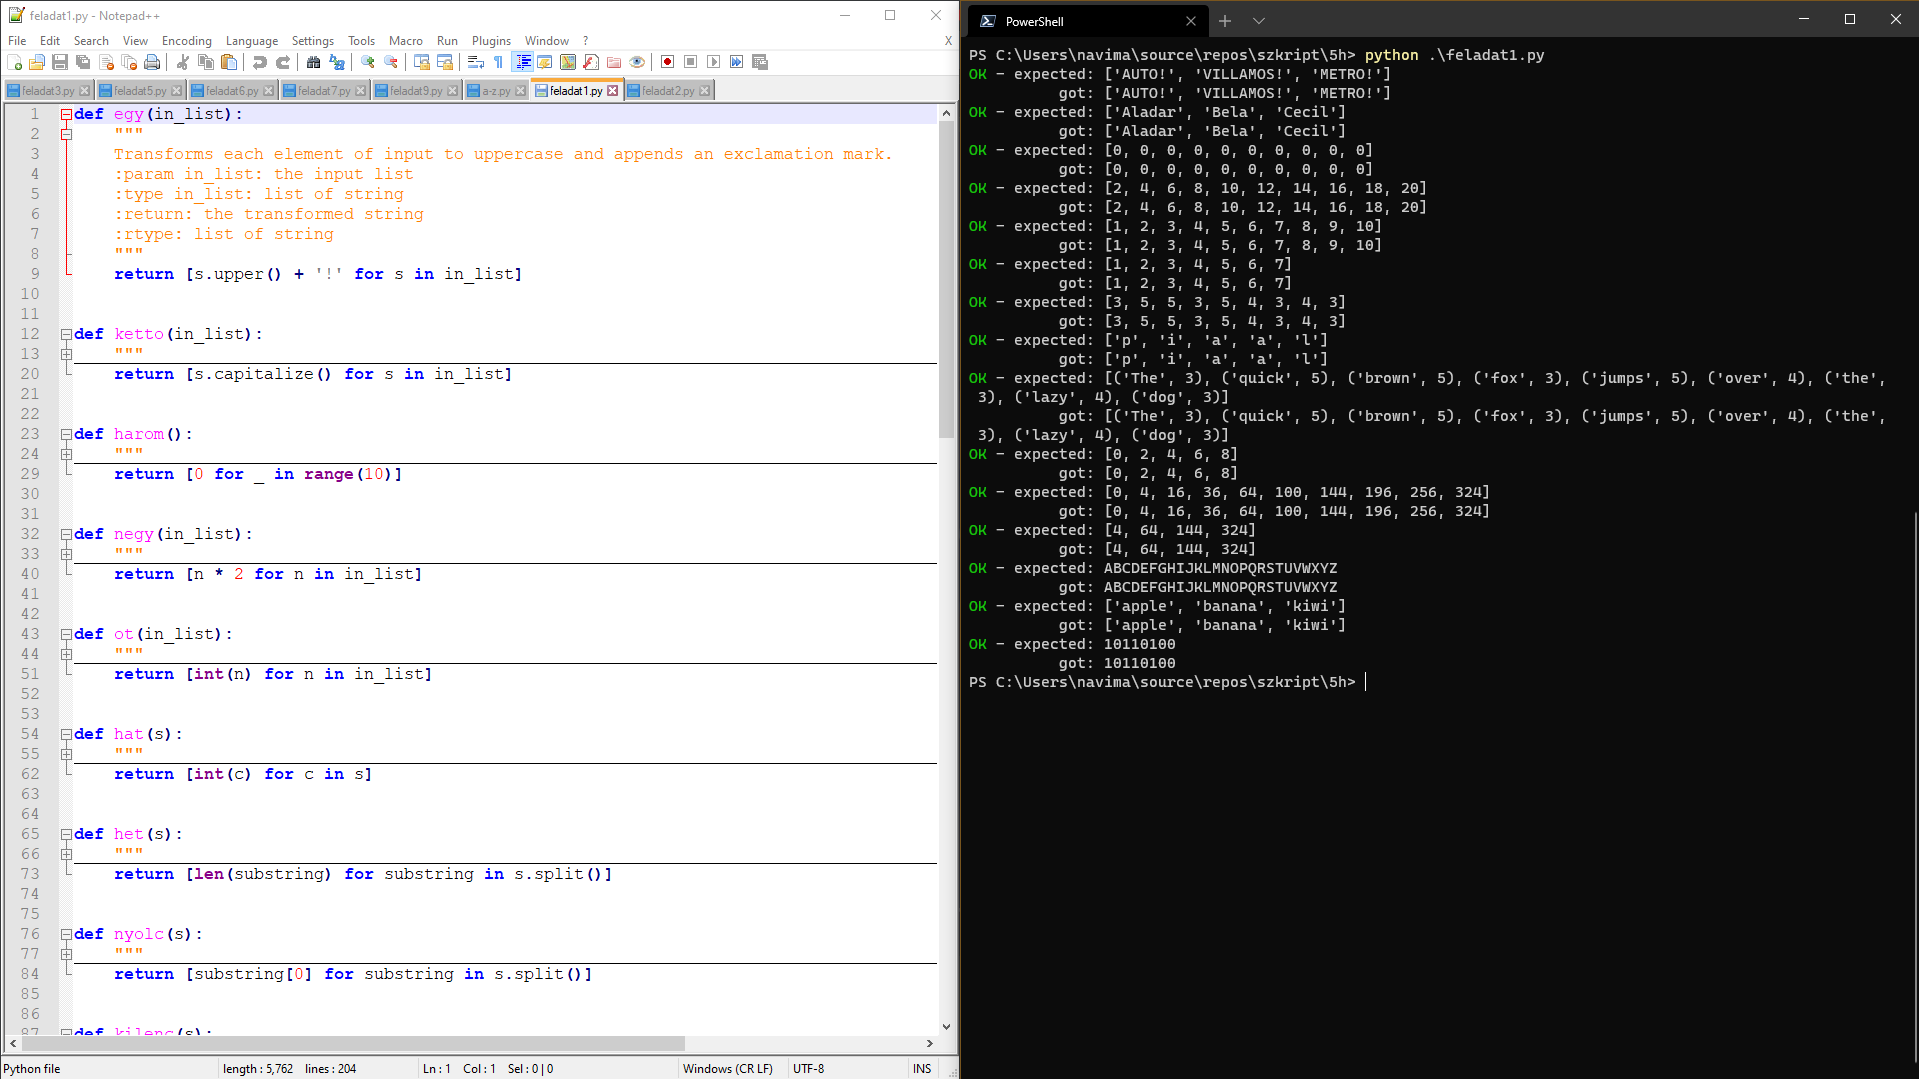 feladat1.py - Notepad++
File Edit Search View Encoding Language Settings Tools Macro Run Plugins Window ? X
feladat3.py feladat5.py feladat6.py feladat7.py feladat9.py a-z.py feladat1.py feladat2.py
1 def egy(in_list):
2 """
3 Transforms each element of input to uppercase and appends an exclamation mark.
4 :param in_list: the input list
5 :type in_list: list of string
6 :return: the transformed string
7 :rtype: list of string
8 """
9 return [s.upper() + '!' for s in in_list]
10
11
12 def ketto(in_list):
13 """
20 return [s.capitalize() for s in in_list]
21
22
23 def harom():
24 """
29 return [0 for _ in range(10)]
30
31
32 def negy(in_list):
33 """
40 return [n * 2 for n in in_list]
41
42
43 def ot(in_list):
44 """
51 return [int(n) for n in in_list]
52
53
54 def hat(s):
55 """
62 return [int(c) for c in s]
63
64
65 def het(s):
66 """
73 return [len(substring) for substring in s.split()]
74
75
76 def nyolc(s):
77 """
84 return [substring[0] for substring in s.split()]
85
86
87 def kilenc(s):
Python file length : 5,762 lines : 204 Ln : 1 Col : 1 Sel : 0 | 0 Windows (CR LF) UTF-8 INS
PowerShell
PS C:\Users\navima\source\repos\szkript\5h> python .\feladat1.py
OK - expected: ['AUTO!', 'VILLAMOS!', 'METRO!']
got: ['AUTO!', 'VILLAMOS!', 'METRO!']
OK - expected: ['Aladar', 'Bela', 'Cecil']
got: ['Aladar', 'Bela', 'Cecil']
OK - expected: [0, 0, 0, 0, 0, 0, 0, 0, 0, 0]
got: [0, 0, 0, 0, 0, 0, 0, 0, 0, 0]
OK - expected: [2, 4, 6, 8, 10, 12, 14, 16, 18, 20]
got: [2, 4, 6, 8, 10, 12, 14, 16, 18, 20]
OK - expected: [1, 2, 3, 4, 5, 6, 7, 8, 9, 10]
got: [1, 2, 3, 4, 5, 6, 7, 8, 9, 10]
OK - expected: [1, 2, 3, 4, 5, 6, 7]
got: [1, 2, 3, 4, 5, 6, 7]
OK - expected: [3, 5, 5, 3, 5, 4, 3, 4, 3]
got: [3, 5, 5, 3, 5, 4, 3, 4, 3]
OK - expected: ['p', 'i', 'a', 'a', 'l']
got: ['p', 'i', 'a', 'a', 'l']
OK - expected: [('The', 3), ('quick', 5), ('brown', 5), ('fox', 3), ('jumps', 5), ('over', 4), ('the',
3), ('lazy', 4), ('dog', 3)]
got: [('The', 3), ('quick', 5), ('brown', 5), ('fox', 3), ('jumps', 5), ('over', 4), ('the',
3), ('lazy', 4), ('dog', 3)]
OK - expected: [0, 2, 4, 6, 8]
got: [0, 2, 4, 6, 8]
OK - expected: [0, 4, 16, 36, 64, 100, 144, 196, 256, 324]
got: [0, 4, 16, 36, 64, 100, 144, 196, 256, 324]
OK - expected: [4, 64, 144, 324]
got: [4, 64, 144, 324]
OK - expected: ABCDEFGHIJKLMNOPQRSTUVWXYZ
got: ABCDEFGHIJKLMNOPQRSTUVWXYZ
OK - expected: ['apple', 'banana', 'kiwi']
got: ['apple', 'banana', 'kiwi']
OK - expected: 10110100
got: 10110100
PS C:\Users\navima\source\repos\szkript\5h>